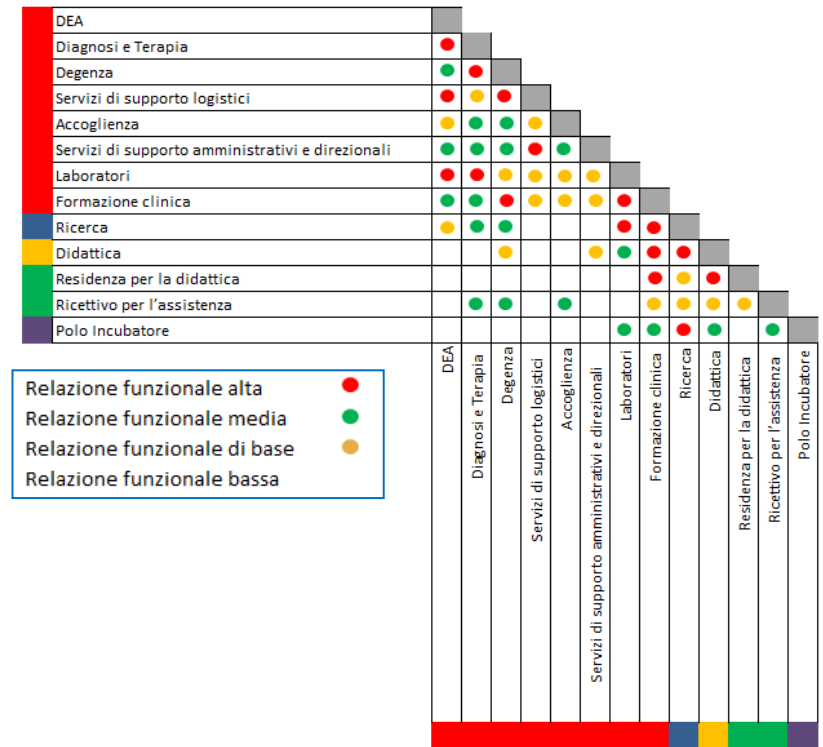 DEA
Diagnosi e Terapia
Degenza
Servizi di supporto logistici
Accoglienza
Servizi di supporto amministrativi e direzionali
Laboratori
Formazione clinica
Ricerca
Didattica
Residenza per la didattica
Ricettivo per l'assistenza
Polo Incubatore
Relazione funzionale alta
Relazione funzionale media
Relazione funzionale di base
Relazione funzionale bassa
DEA
Diagnosi e Terapia
Degenza
Servizi di supporto logistici
Accoglienza
Servizi di supporto amministrativi e direzionali
Laboratori
Formazione clinica
Ricerca
Didattica
Residenza per la didattica
Ricettivo per l'assistenza
Polo Incubatore